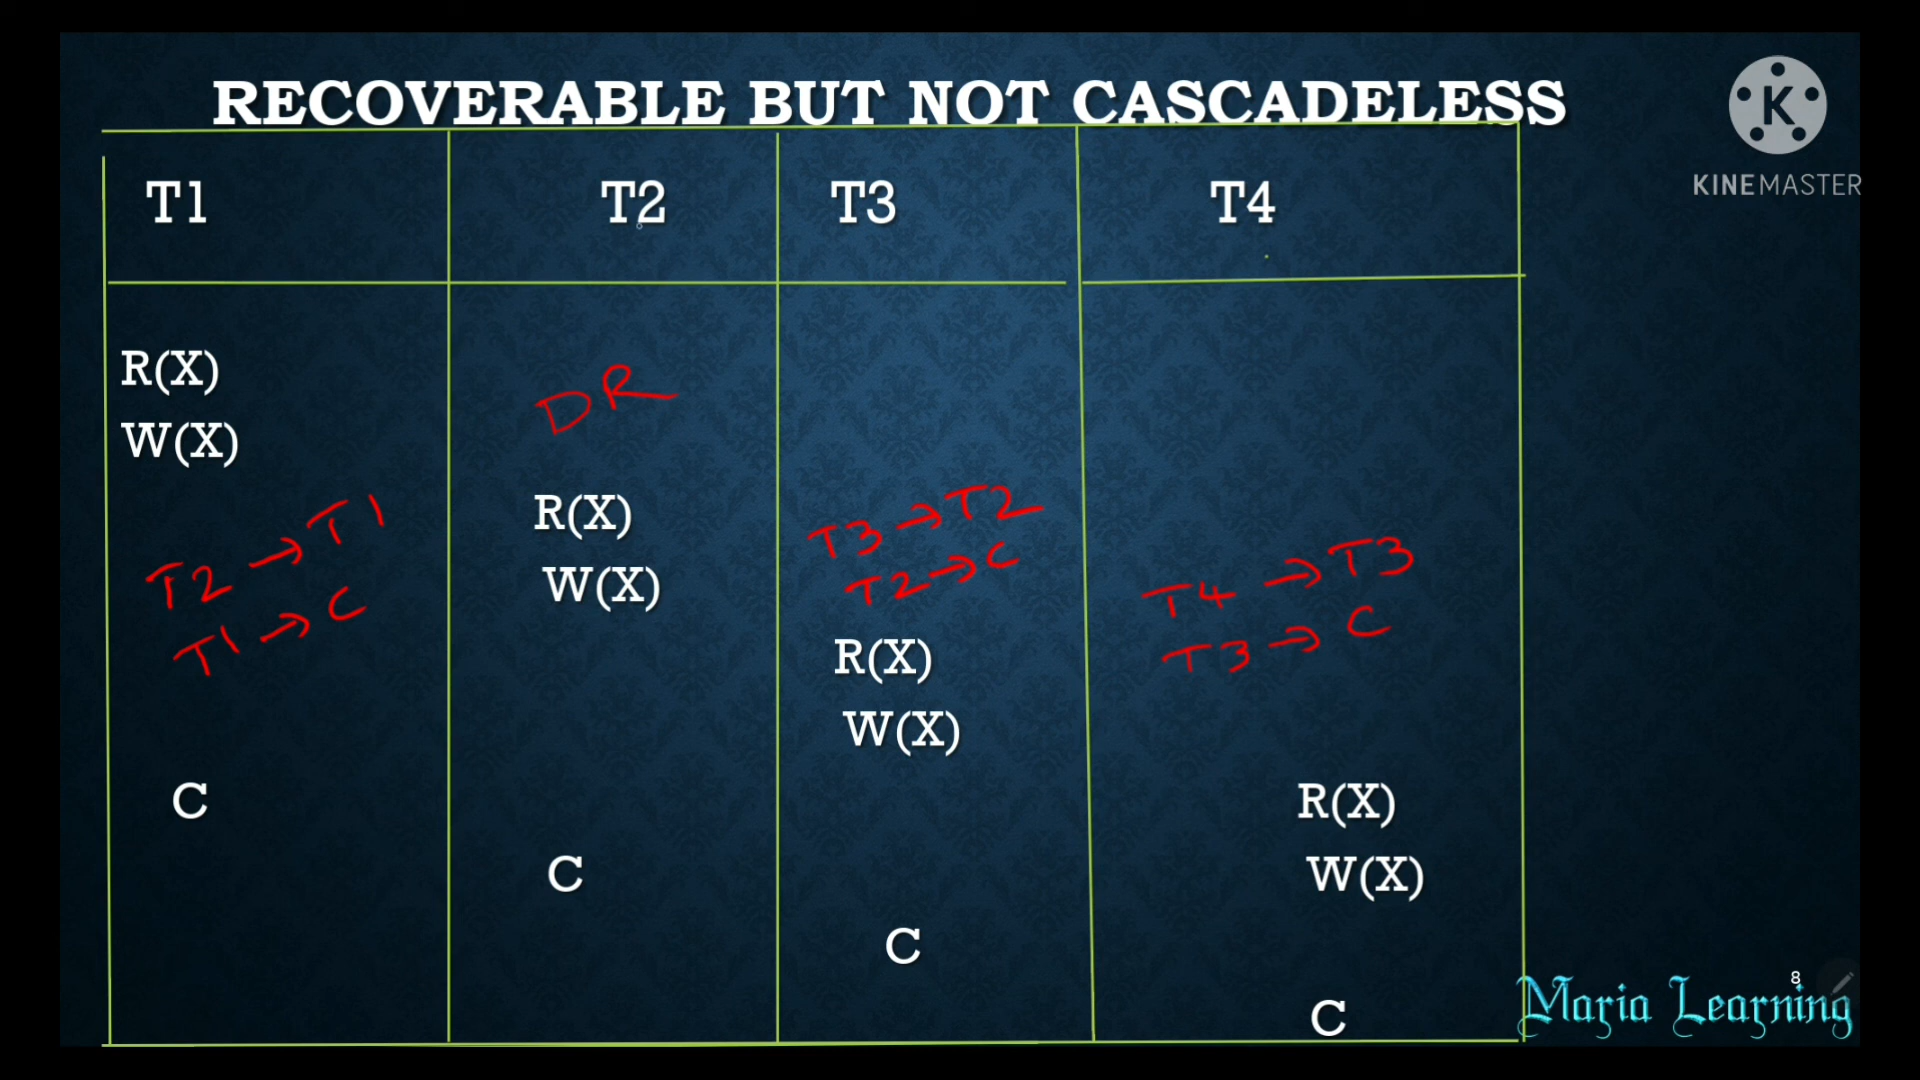 RECOVERABLE BUT NOT CASCADELESS
K
KINEMASTER
T1 T2 T3 T4
R(X)
W(X)
DR
T2 → T1
T1 → C
R(X)
W(X)
T3 → T2
T2 → C
T4 → T3
T3 → C
R(X)
W(X)
C R(X)
C W(X)
C
C
8
Maria Learning